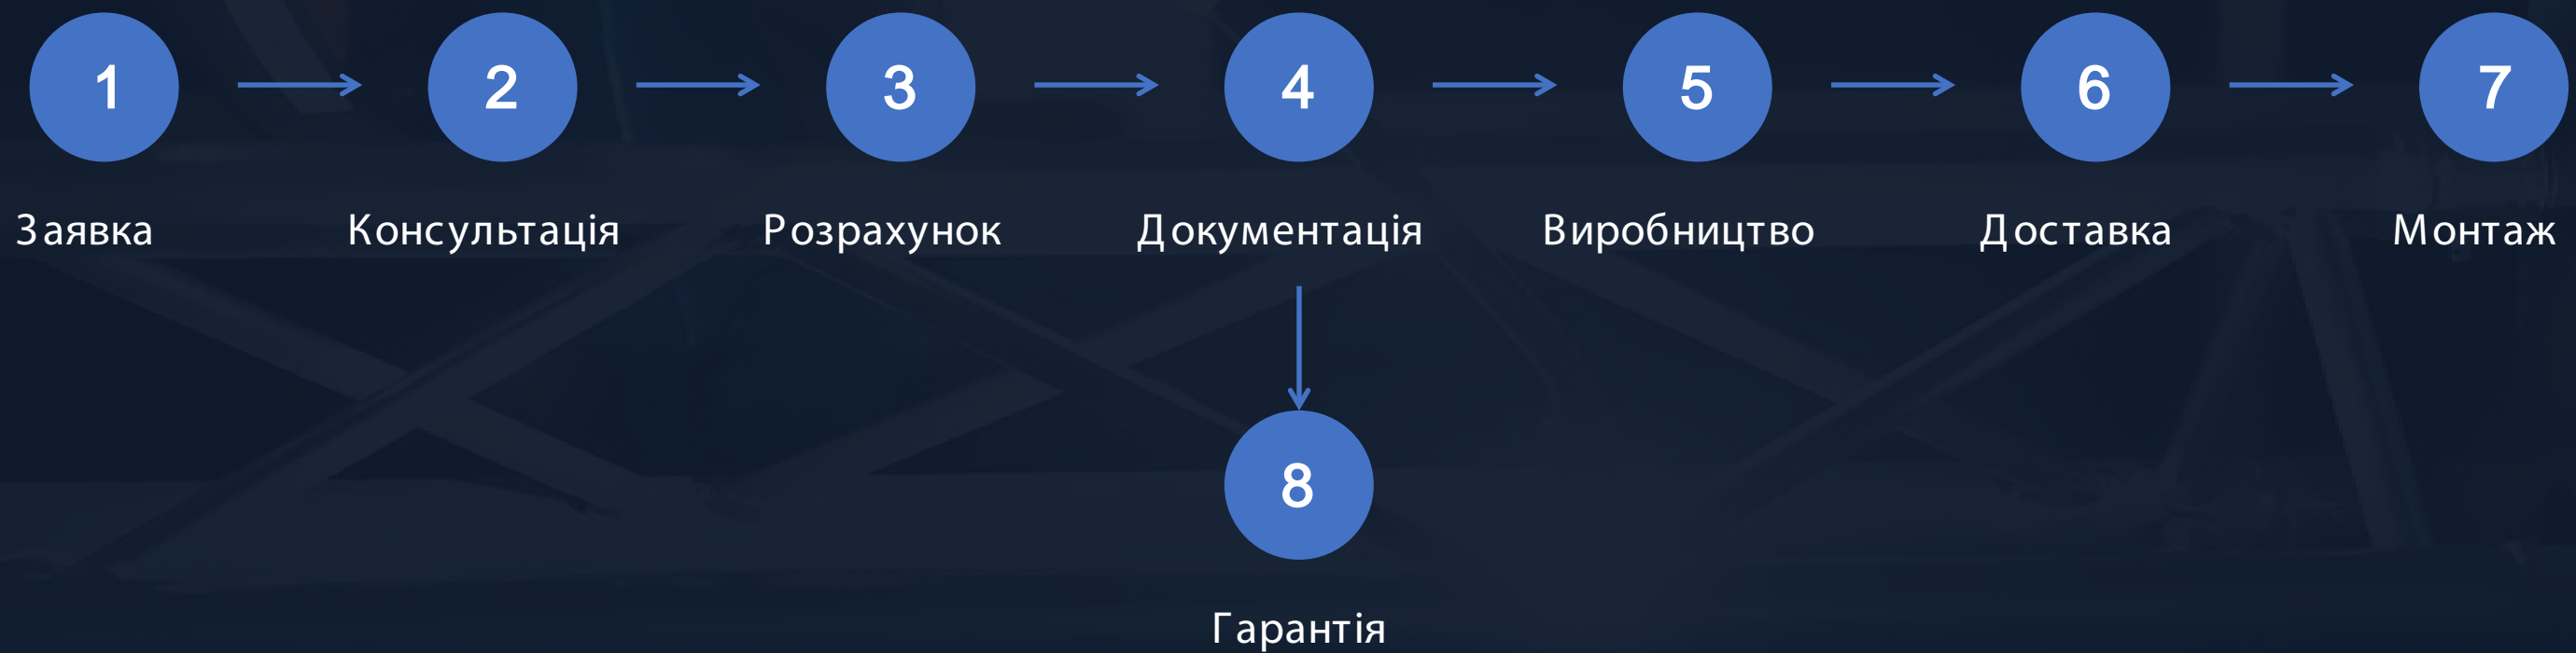 1 2 3 4 5 6 7
Заявка Консультація Розрахунок Документація Виробництво Доставка Монтаж
8
Гарантія